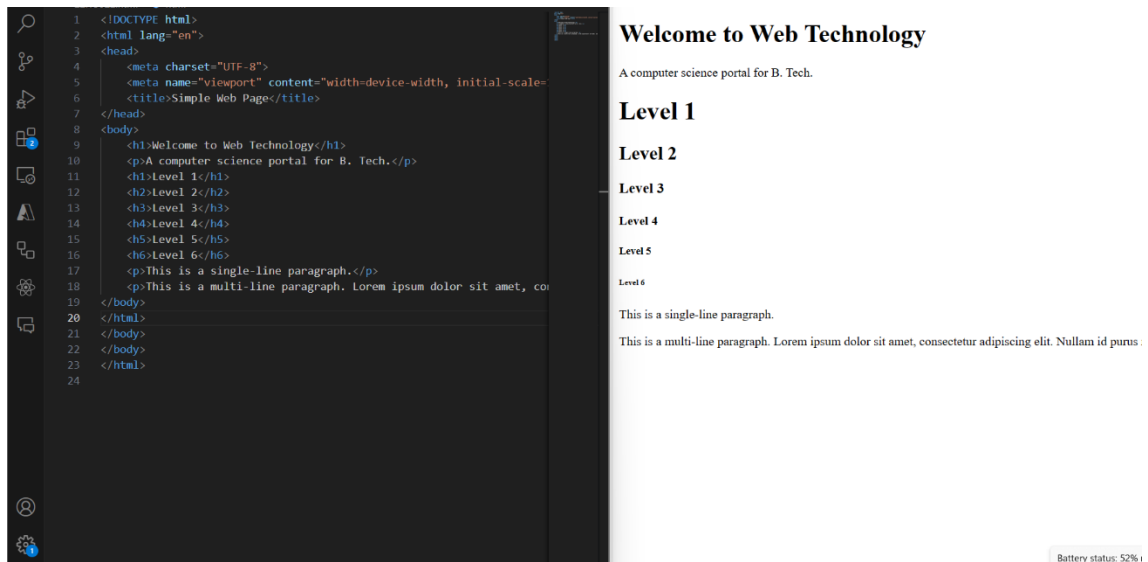 1 <!DOCTYPE html>
2 <html lang="en">
3 <head>
4 <meta charset="UTF-8">
5 <meta name="viewport" content="width=device-width, initial-scale=
6 <title>Simple Web Page</title>
7 </head>
8 <body>
9 <h1>Welcome to Web Technology</h1>
10 <p>A computer science portal for B. Tech.</p>
11 <h1>Level 1</h1>
12 <h2>Level 2</h2>
13 <h3>Level 3</h3>
14 <h4>Level 4</h4>
15 <h5>Level 5</h5>
16 <h6>Level 6</h6>
17 <p>This is a single-line paragraph.</p>
18 <p>This is a multi-line paragraph. Lorem ipsum dolor sit amet, co
19 </body>
20 </html>
21 </body>
22 </body>
23 </html>
24
2
1
Welcome to Web Technology
A computer science portal for B. Tech.
Level 1
Level 2
Level 3
Level 4
Level 5
Level 6
This is a single-line paragraph.
This is a multi-line paragraph. Lorem ipsum dolor sit amet, consectetur adipiscing elit. Nullam id purus
Battery status: 52%